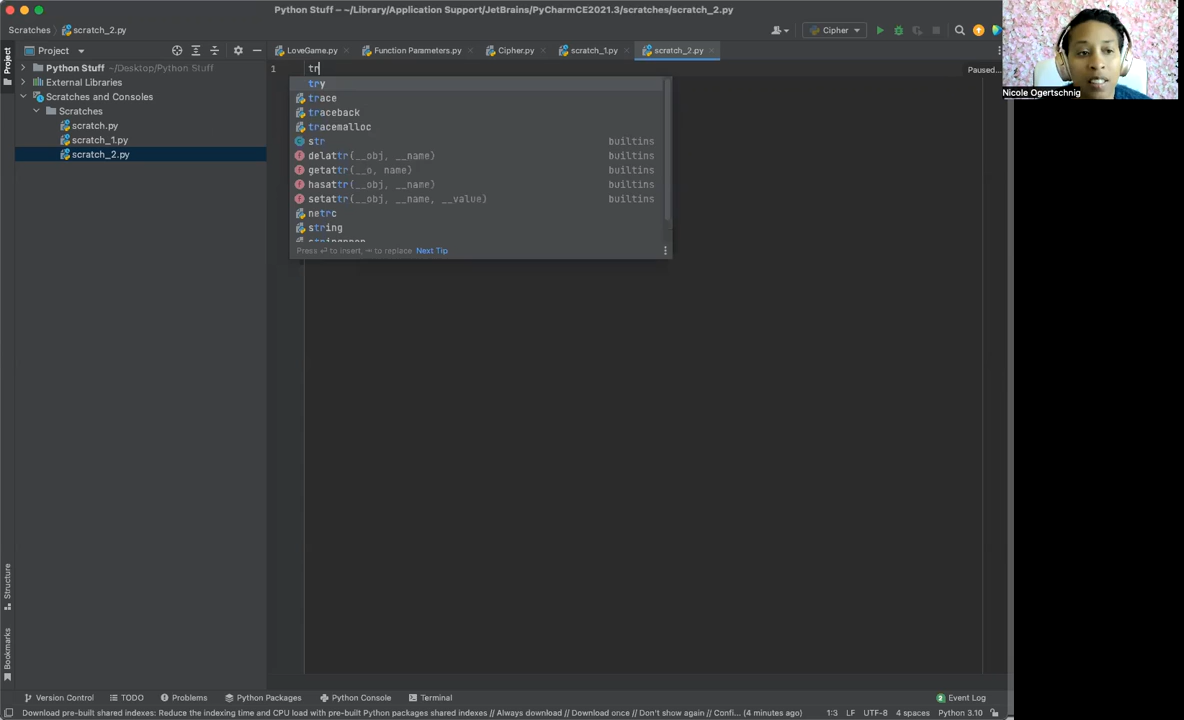 Python Stuff – ~/Library/Application Support/JetBrains/PyCharmCE2021.3/scratches/scratch_2.py
Scratches scratch_2.py
Cipher
Project
LoveGame.py
Function Parameters.py
Cipher.py
scratch_1.py
scratch_2.py
Project
Python Stuff ~/Desktop/Python Stuff
External Libraries
Scratches and Consoles
Scratches
scratch.py
scratch_1.py
scratch_2.py
1 tr
Paused...
try
trace
traceback
tracemalloc
str builtins
delattr(__obj, __name) builtins
getattr(__o, name) builtins
hasattr(__obj, __name) builtins
setattr(__obj, __name, __value) builtins
netrc
string
stringprep
Press ⏎ to insert, ⇥ to replace Next Tip
Nicole Ogertschnig
Structure
Bookmarks
Version Control TODO Problems Python Packages Python Console Terminal
2 Event Log
Download pre-built shared indexes: Reduce the indexing time and CPU load with pre-built Python packages shared indexes // Always download // Download once // Don't show again // Confi... (4 minutes ago)
1:3 LF UTF-8 4 spaces Python 3.10